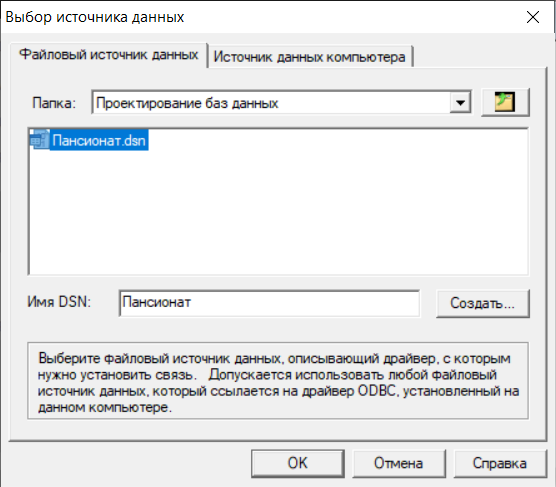 Выбор источника данных
Файловый источник данных
Источник данных компьютера
Папка:
Проектирование баз данных
Пансионат.dsn
Имя DSN:
Пансионат
Создать...
Выберите файловый источник данных, описывающий драйвер, с которым
нужно установить связь. Допускается использовать любой файловый
источник данных, который ссылается на драйвер ODBC, установленный на
данном компьютере.
OK
Отмена
Справка